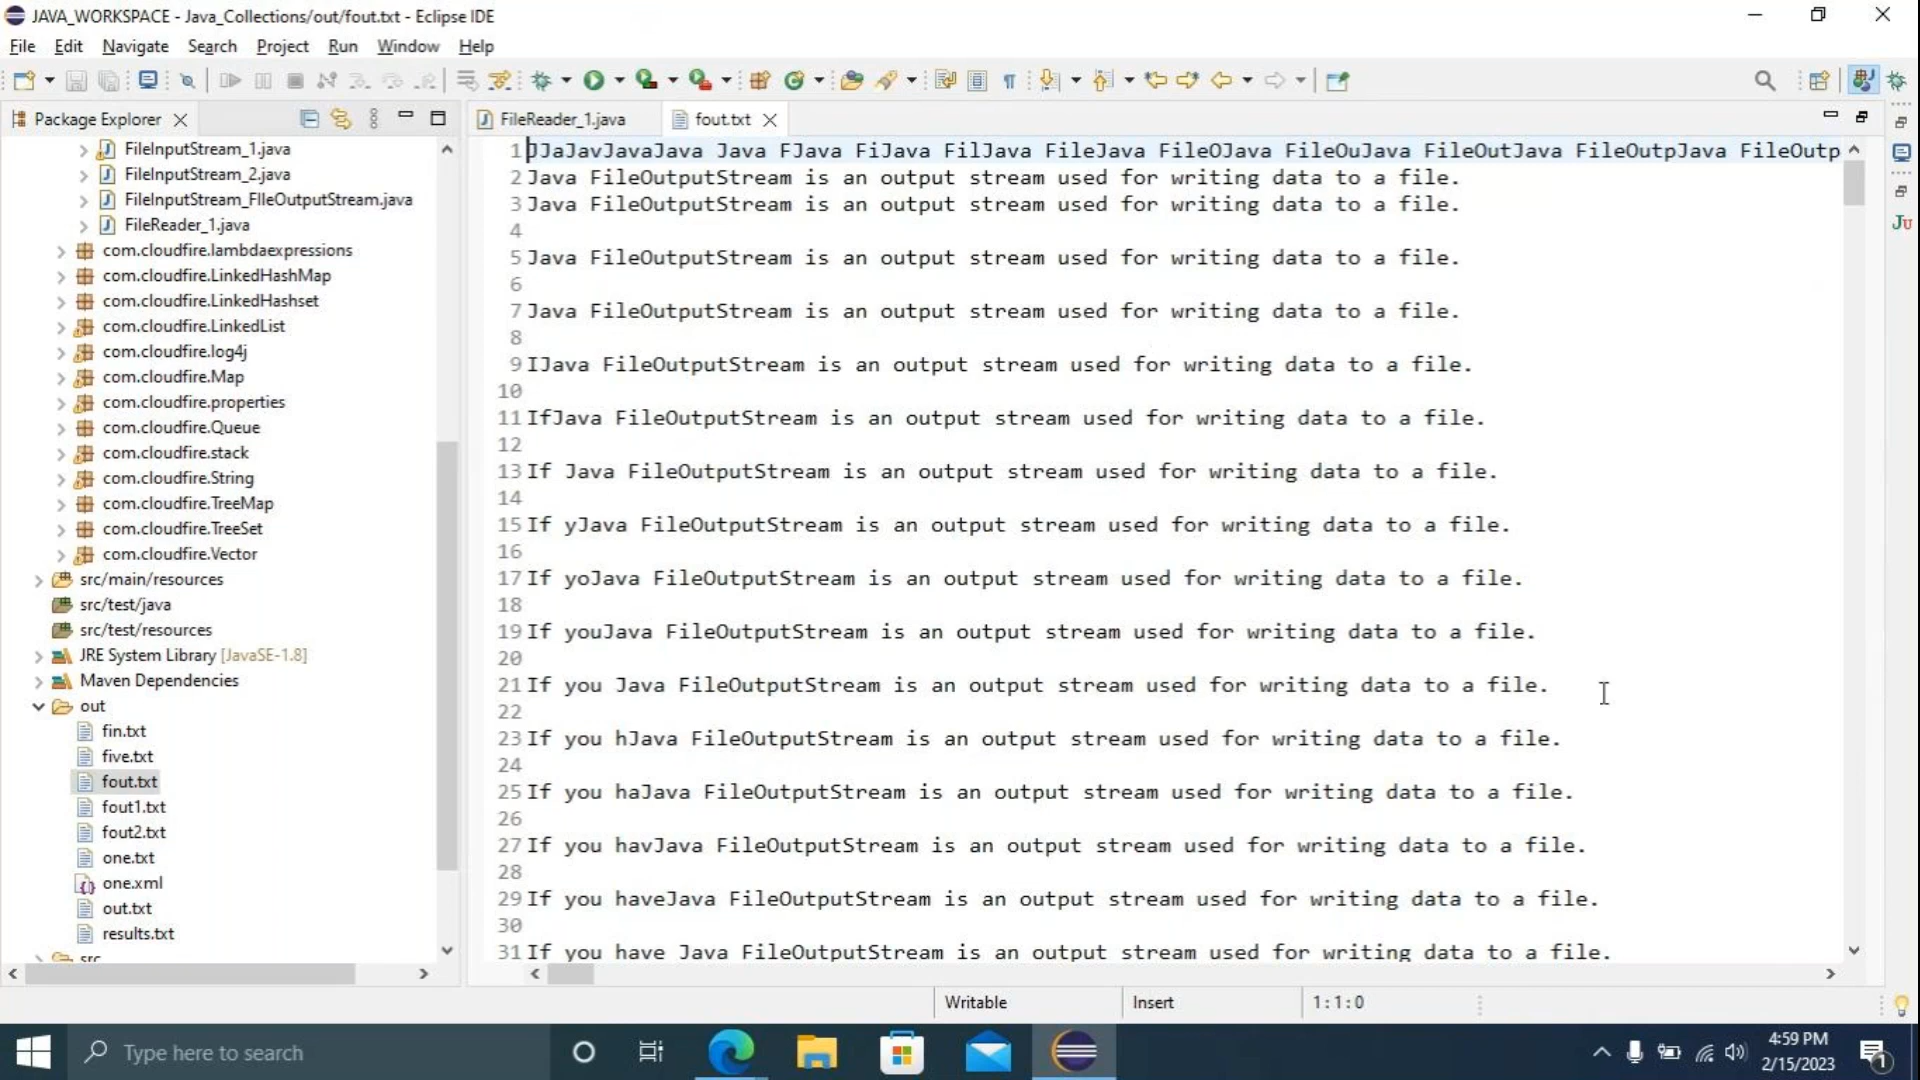 JAVA_WORKSPACE - Java_Collections/out/fout.txt - Eclipse IDE
File Edit Navigate Search Project Run Window Help
Package Explorer
FileReader_1.java
fout.txt
FileInputStream_1.java
FileInputStream_2.java
FileInputStream_FIleOutputStream.java
FileReader_1.java
com.cloudfire.lambdaexpressions
com.cloudfire.LinkedHashMap
com.cloudfire.LinkedHashset
com.cloudfire.LinkedList
com.cloudfire.log4j
com.cloudfire.Map
com.cloudfire.properties
com.cloudfire.Queue
com.cloudfire.stack
com.cloudfire.String
com.cloudfire.TreeMap
com.cloudfire.TreeSet
com.cloudfire.Vector
src/main/resources
src/test/java
src/test/resources
JRE System Library [JavaSE-1.8]
Maven Dependencies
out
fin.txt
five.txt
fout.txt
fout1.txt
fout2.txt
one.txt
one.xml
out.txt
results.txt
src
1 JJaJavJavaJava Java FJava FiJava FilJava FileJava FileOJava FileOuJava FileOutJava FileOutpJava FileOutp
2 Java FileOutputStream is an output stream used for writing data to a file.
3 Java FileOutputStream is an output stream used for writing data to a file.
4
5 Java FileOutputStream is an output stream used for writing data to a file.
6
7 Java FileOutputStream is an output stream used for writing data to a file.
8
9 IJava FileOutputStream is an output stream used for writing data to a file.
10
11 IfJava FileOutputStream is an output stream used for writing data to a file.
12
13 If Java FileOutputStream is an output stream used for writing data to a file.
14
15 If yJava FileOutputStream is an output stream used for writing data to a file.
16
17 If yoJava FileOutputStream is an output stream used for writing data to a file.
18
19 If youJava FileOutputStream is an output stream used for writing data to a file.
20
21 If you Java FileOutputStream is an output stream used for writing data to a file.
22
23 If you hJava FileOutputStream is an output stream used for writing data to a file.
24
25 If you haJava FileOutputStream is an output stream used for writing data to a file.
26
27 If you havJava FileOutputStream is an output stream used for writing data to a file.
28
29 If you haveJava FileOutputStream is an output stream used for writing data to a file.
30
31 If you have Java FileOutputStream is an output stream used for writing data to a file.
Ju
Writable Insert 1:1:0
Type here to search
4:59 PM
2/15/2023
1